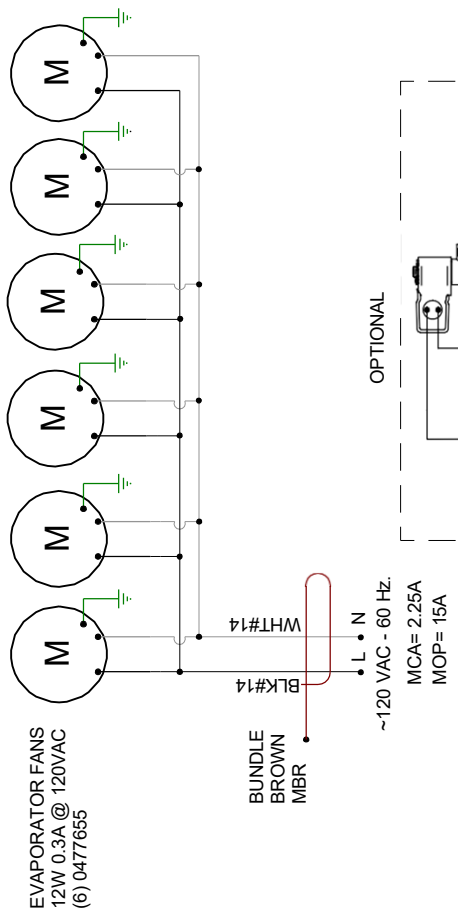 M
M
M
M
M
M
EVAPORATOR FANS
12W 0.3A @ 120VAC
(6) 0477655
BLK#14
WHT#14
BUNDLE
BROWN
MBR
L N
~120 VAC - 60 Hz.
MCA= 2.25A
MOP= 15A
OPTIONAL